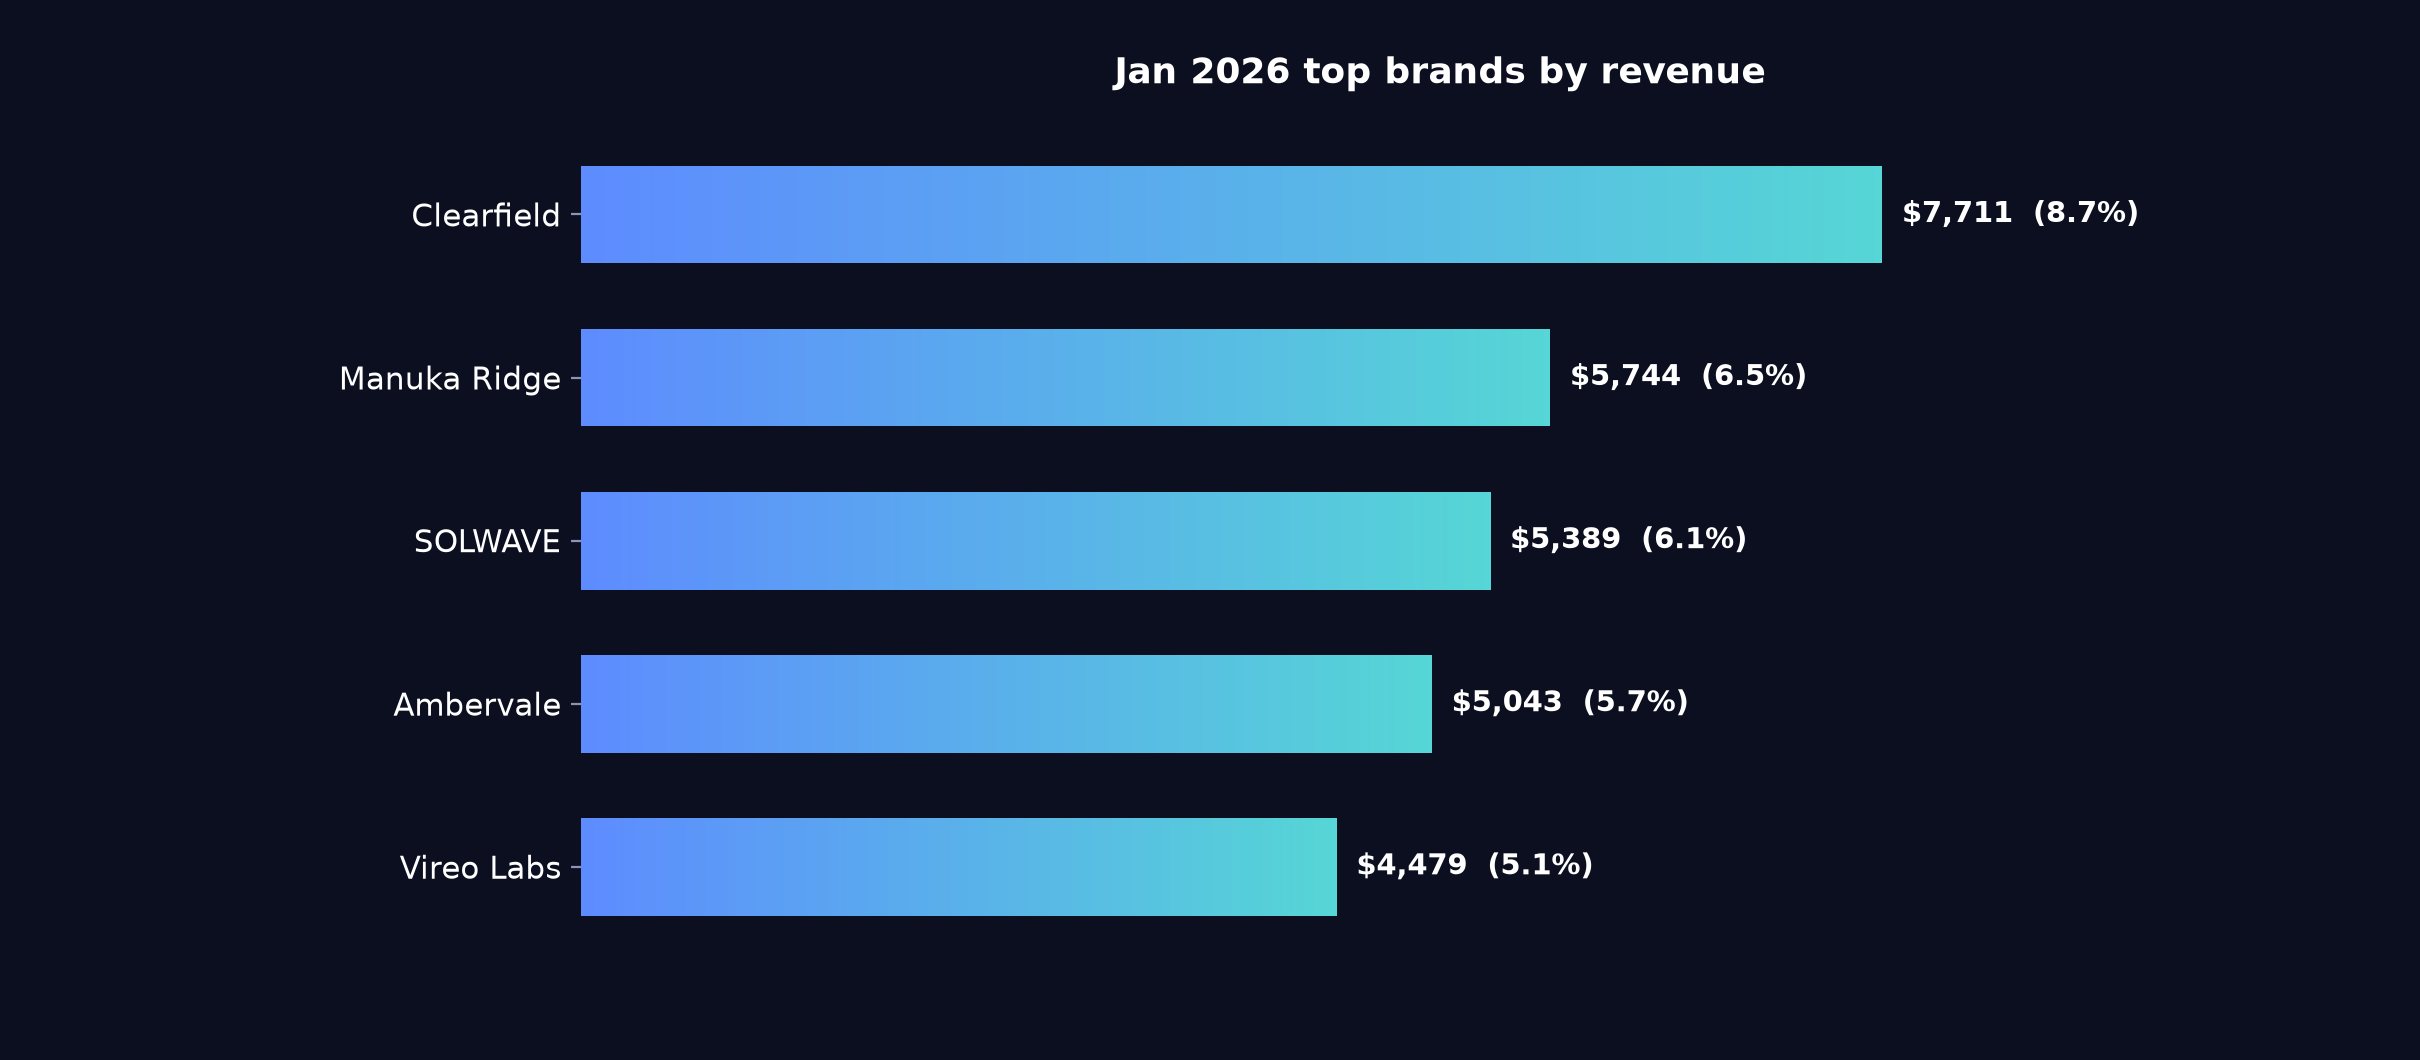 Jan 2026 top brands by revenue
Clearfield $7,711 (8.7%)
Manuka Ridge $5,744 (6.5%)
SOLWAVE $5,389 (6.1%)
Ambervale $5,043 (5.7%)
Vireo Labs $4,479 (5.1%)